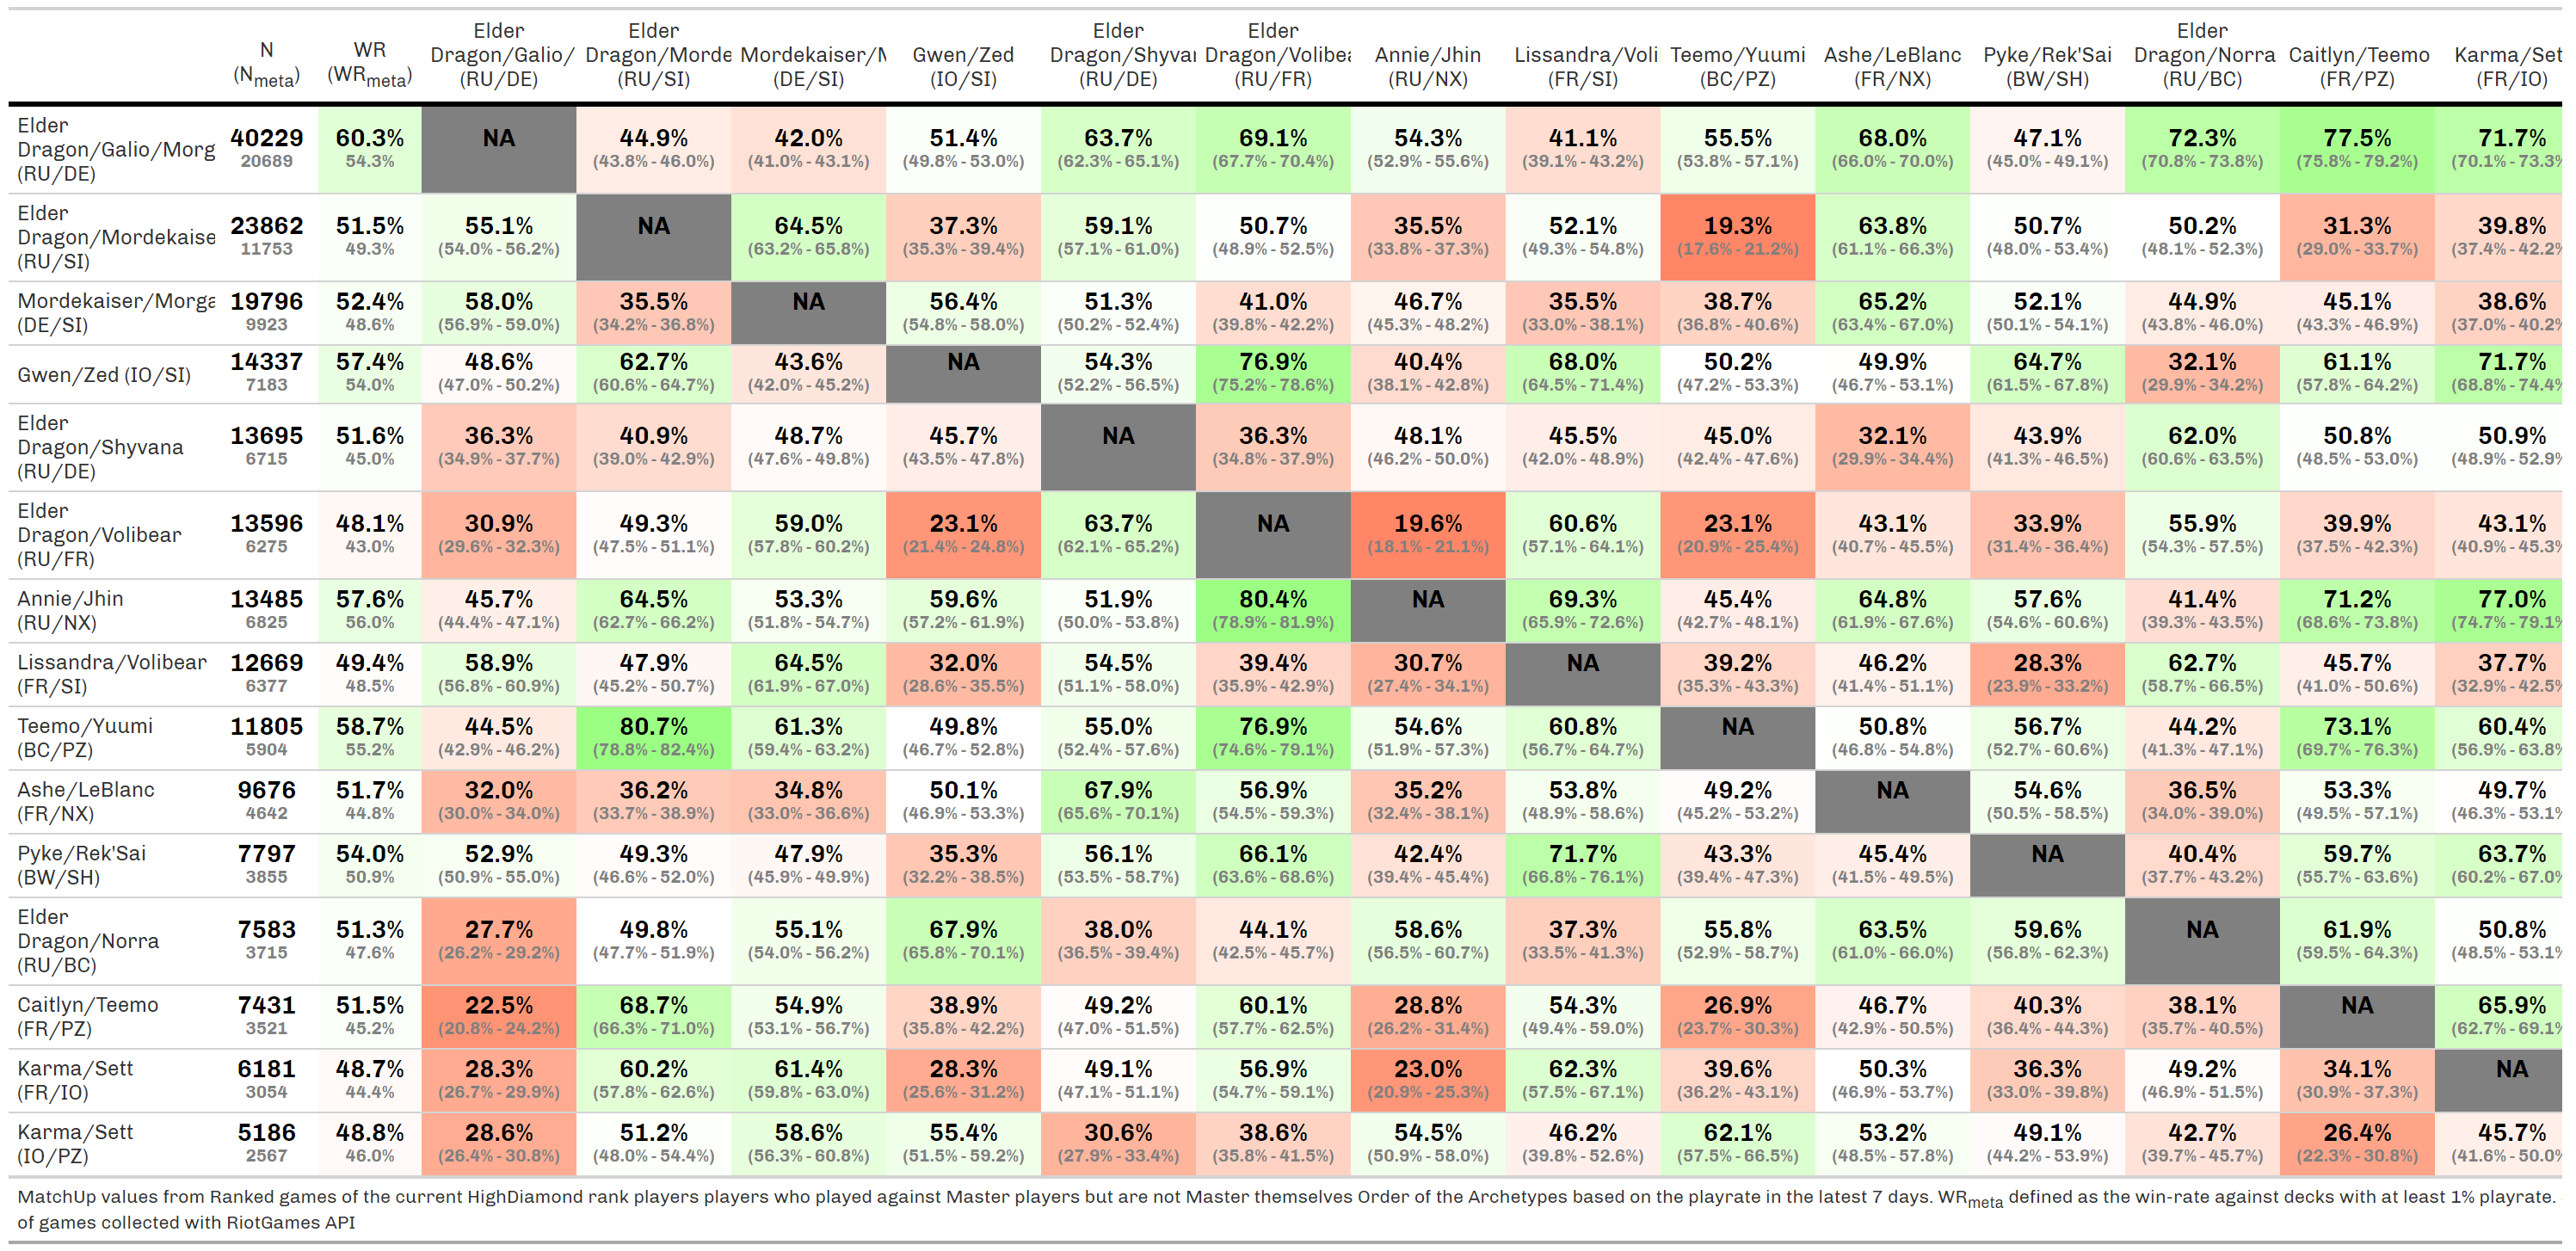 N (Nmeta) WR (WRmeta) Elder Dragon/Galio/ (RU/DE) Elder Dragon/Morde (RU/SI) Mordekaiser/M (DE/SI) Gwen/Zed (IO/SI) Elder Dragon/Shyvar (RU/DE) Elder Dragon/Volibea (RU/FR) Annie/Jhin (RU/NX) Lissandra/Voli (FR/SI) Teemo/Yuumi (BC/PZ) Ashe/LeBlanc (FR/NX) Pyke/Rek'Sai (BW/SH) Elder Dragon/Norra (RU/BC) Caitlyn/Teemo (FR/PZ) Karma/Set (FR/IO)
Elder Dragon/Galio/Morg (RU/DE) 40229 60.3% NA 44.9% 42.0% 51.4% 63.7% 69.1% 54.3% 41.1% 55.5% 68.0% 47.1% 72.3% 77.5% 71.7%
20689 54.3% (43.8% - 46.0%) (41.0% - 43.1%) (49.8% - 53.0%) (62.3% - 65.1%) (67.7% - 70.4%) (52.9% - 55.6%) (39.1% - 43.2%) (53.8% - 57.1%) (66.0% - 70.0%) (45.0% - 49.1%) (70.8% - 73.8%) (75.8% - 79.2%) (70.1% - 73.3%
Elder Dragon/Mordekaise (RU/SI) 23862 51.5% 55.1% NA 64.5% 37.3% 59.1% 50.7% 35.5% 52.1% 19.3% 63.8% 50.7% 50.2% 31.3% 39.8%
11753 49.3% (54.0% - 56.2%) (63.2% - 65.8%) (35.3% - 39.4%) (57.1% - 61.0%) (48.9% - 52.5%) (33.8% - 37.3%) (49.3% - 54.8%) (17.6% - 21.2%) (61.1% - 66.3%) (48.0% - 53.4%) (48.1% - 52.3%) (29.0% - 33.7%) (37.4% - 42.2%
Mordekaiser/Morga (DE/SI) 19796 52.4% 58.0% 35.5% NA 56.4% 51.3% 41.0% 46.7% 35.5% 38.7% 65.2% 52.1% 44.9% 45.1% 38.6%
9923 48.6% (56.9% - 59.0%) (34.2% - 36.8%) (54.8% - 58.0%) (50.2% - 52.4%) (39.8% - 42.2%) (45.3% - 48.2%) (33.0% - 38.1%) (36.8% - 40.6%) (63.4% - 67.0%) (50.1% - 54.1%) (43.8% - 46.0%) (43.3% - 46.9%) (37.0% - 40.2%
Gwen/Zed (IO/SI) 14337 57.4% 48.6% 62.7% 43.6% NA 54.3% 76.9% 40.4% 68.0% 50.2% 49.9% 64.7% 32.1% 61.1% 71.7%
7183 54.0% (47.0% - 50.2%) (60.6% - 64.7%) (42.0% - 45.2%) (52.2% - 56.5%) (75.2% - 78.6%) (38.1% - 42.8%) (64.5% - 71.4%) (47.2% - 53.3%) (46.7% - 53.1%) (61.5% - 67.8%) (29.9% - 34.2%) (57.8% - 64.2%) (68.8% - 74.4%
Elder Dragon/Shyvana (RU/DE) 13695 51.6% 36.3% 40.9% 48.7% 45.7% NA 36.3% 48.1% 45.5% 45.0% 32.1% 43.9% 62.0% 50.8% 50.9%
6715 45.0% (34.9% - 37.7%) (39.0% - 42.9%) (47.6% - 49.8%) (43.5% - 47.8%) (34.8% - 37.9%) (46.2% - 50.0%) (42.0% - 48.9%) (42.4% - 47.6%) (29.9% - 34.4%) (41.3% - 46.5%) (60.6% - 63.5%) (48.5% - 53.0%) (48.9% - 52.9%
Elder Dragon/Volibear (RU/FR) 13596 48.1% 30.9% 49.3% 59.0% 23.1% 63.7% NA 19.6% 60.6% 23.1% 43.1% 33.9% 55.9% 39.9% 43.1%
6275 43.0% (29.6% - 32.3%) (47.5% - 51.1%) (57.8% - 60.2%) (21.4% - 24.8%) (62.1% - 65.2%) (18.1% - 21.1%) (57.1% - 64.1%) (20.9% - 25.4%) (40.7% - 45.5%) (31.4% - 36.4%) (54.3% - 57.5%) (37.5% - 42.3%) (40.9% - 45.3%
Annie/Jhin (RU/NX) 13485 57.6% 45.7% 64.5% 53.3% 59.6% 51.9% 80.4% NA 69.3% 45.4% 64.8% 57.6% 41.4% 71.2% 77.0%
6825 56.0% (44.4% - 47.1%) (62.7% - 66.2%) (51.8% - 54.7%) (57.2% - 61.9%) (50.0% - 53.8%) (78.9% - 81.9%) (65.9% - 72.6%) (42.7% - 48.1%) (61.9% - 67.6%) (54.6% - 60.6%) (39.3% - 43.5%) (68.6% - 73.8%) (74.7% - 79.1%
Lissandra/Volibear (FR/SI) 12669 49.4% 58.9% 47.9% 64.5% 32.0% 54.5% 39.4% 30.7% NA 39.2% 46.2% 28.3% 62.7% 45.7% 37.7%
6377 48.5% (56.8% - 60.9%) (45.2% - 50.7%) (61.9% - 67.0%) (28.6% - 35.5%) (51.1% - 58.0%) (35.9% - 42.9%) (27.4% - 34.1%) (35.3% - 43.3%) (41.4% - 51.1%) (23.9% - 33.2%) (58.7% - 66.5%) (41.0% - 50.6%) (32.9% - 42.5%
Teemo/Yuumi (BC/PZ) 11805 58.7% 44.5% 80.7% 61.3% 49.8% 55.0% 76.9% 54.6% 60.8% NA 50.8% 56.7% 44.2% 73.1% 60.4%
5904 55.2% (42.9% - 46.2%) (78.8% - 82.4%) (59.4% - 63.2%) (46.7% - 52.8%) (52.4% - 57.6%) (74.6% - 79.1%) (51.9% - 57.3%) (56.7% - 64.7%) (46.8% - 54.8%) (52.7% - 60.6%) (41.3% - 47.1%) (69.7% - 76.3%) (56.9% - 63.8%
Ashe/LeBlanc (FR/NX) 9676 51.7% 32.0% 36.2% 34.8% 50.1% 67.9% 56.9% 35.2% 53.8% 49.2% NA 54.6% 36.5% 53.3% 49.7%
4642 44.8% (30.0% - 34.0%) (33.7% - 38.9%) (33.0% - 36.6%) (46.9% - 53.3%) (65.6% - 70.1%) (54.5% - 59.3%) (32.4% - 38.1%) (48.9% - 58.6%) (45.2% - 53.2%) (50.5% - 58.5%) (34.0% - 39.0%) (49.5% - 57.1%) (46.3% - 53.1%
Pyke/Rek'Sai (BW/SH) 7797 54.0% 52.9% 49.3% 47.9% 35.3% 56.1% 66.1% 42.4% 71.7% 43.3% 45.4% NA 40.4% 59.7% 63.7%
3855 50.9% (50.9% - 55.0%) (46.6% - 52.0%) (45.9% - 49.9%) (32.2% - 38.5%) (53.5% - 58.7%) (63.6% - 68.6%) (39.4% - 45.4%) (66.8% - 76.1%) (39.4% - 47.3%) (41.5% - 49.5%) (37.7% - 43.2%) (55.7% - 63.6%) (60.2% - 67.0%
Elder Dragon/Norra (RU/BC) 7583 51.3% 27.7% 49.8% 55.1% 67.9% 38.0% 44.1% 58.6% 37.3% 55.8% 63.5% 59.6% NA 61.9% 50.8%
3715 47.6% (26.2% - 29.2%) (47.7% - 51.9%) (54.0% - 56.2%) (65.8% - 70.1%) (36.5% - 39.4%) (42.5% - 45.7%) (56.5% - 60.7%) (33.5% - 41.3%) (52.9% - 58.7%) (61.0% - 66.0%) (56.8% - 62.3%) (59.5% - 64.3%) (48.5% - 53.1%
Caitlyn/Teemo (FR/PZ) 7431 51.5% 22.5% 68.7% 54.9% 38.9% 49.2% 60.1% 28.8% 54.3% 26.9% 46.7% 40.3% 38.1% NA 65.9%
3521 45.2% (20.8% - 24.2%) (66.3% - 71.0%) (53.1% - 56.7%) (35.8% - 42.2%) (47.0% - 51.5%) (57.7% - 62.5%) (26.2% - 31.4%) (49.4% - 59.0%) (23.7% - 30.3%) (42.9% - 50.5%) (36.4% - 44.3%) (35.7% - 40.5%) (62.7% - 69.1%
Karma/Sett (FR/IO) 6181 48.7% 28.3% 60.2% 61.4% 28.3% 49.1% 56.9% 23.0% 62.3% 39.6% 50.3% 36.3% 49.2% 34.1% NA
3054 44.4% (26.7% - 29.9%) (57.8% - 62.6%) (59.8% - 63.0%) (25.6% - 31.2%) (47.1% - 51.1%) (54.7% - 59.1%) (20.9% - 25.3%) (57.5% - 67.1%) (36.2% - 43.1%) (46.9% - 53.7%) (33.0% - 39.8%) (46.9% - 51.5%) (30.9% - 37.3%)
Karma/Sett (IO/PZ) 5186 48.8% 28.6% 51.2% 58.6% 55.4% 30.6% 38.6% 54.5% 46.2% 62.1% 53.2% 49.1% 42.7% 26.4% 45.7%
2567 46.0% (26.4% - 30.8%) (48.0% - 54.4%) (56.3% - 60.8%) (51.5% - 59.2%) (27.9% - 33.4%) (35.8% - 41.5%) (50.9% - 58.0%) (39.8% - 52.6%) (57.5% - 66.5%) (48.5% - 57.8%) (44.2% - 53.9%) (39.7% - 45.7%) (22.3% - 30.8%) (41.6% - 50.0%
MatchUp values from Ranked games of the current HighDiamond rank players players who played against Master players but are not Master themselves Order of the Archetypes based on the playrate in the latest 7 days. WRmeta defined as the win-rate against decks with at least 1% playrate.
of games collected with RiotGames API